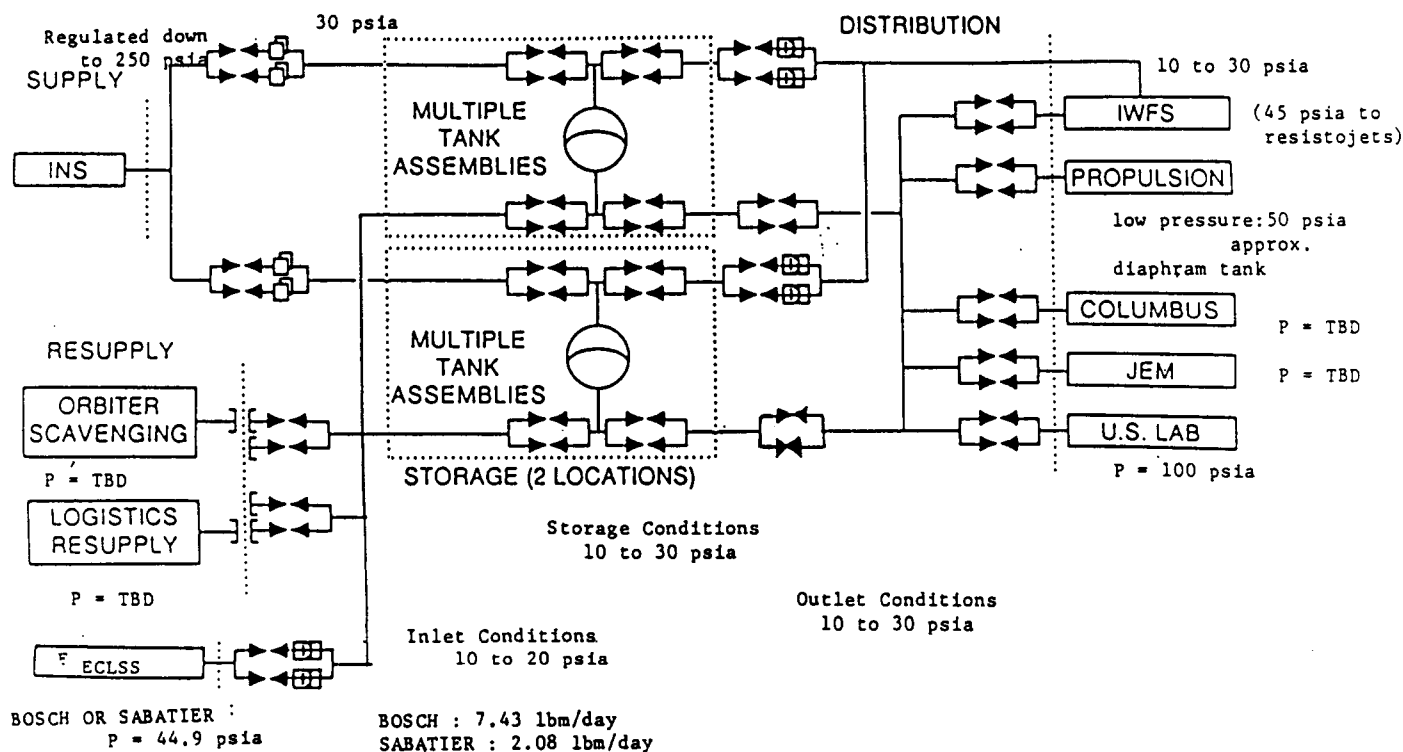 30 psia
DISTRIBUTION
Regulated down
to 250 psia
SUPPLY
10 to 30 psia
MULTIPLE
TANK
ASSEMBLIES
IWFS
(45 psia to
resistojets)
INS
PROPULSION
low pressure:50 psia
approx.
diaphram tank
COLUMBUS
P = TBD
MULTIPLE
TANK
ASSEMBLIES
RESUPPLY
JEM
P = TBD
ORBITER
SCAVENGING
U.S. LAB
P = TBD
STORAGE (2 LOCATIONS)
P = 100 psia
LOGISTICS
RESUPPLY
Storage Conditions
10 to 30 psia
P = TBD
Outlet Conditions
10 to 30 psia
Inlet Conditions
10 to 20 psia
ECLSS
BOSCH OR SABATIER :
P = 44.9 psia
BOSCH : 7.43 lbm/day
SABATIER : 2.08 lbm/day